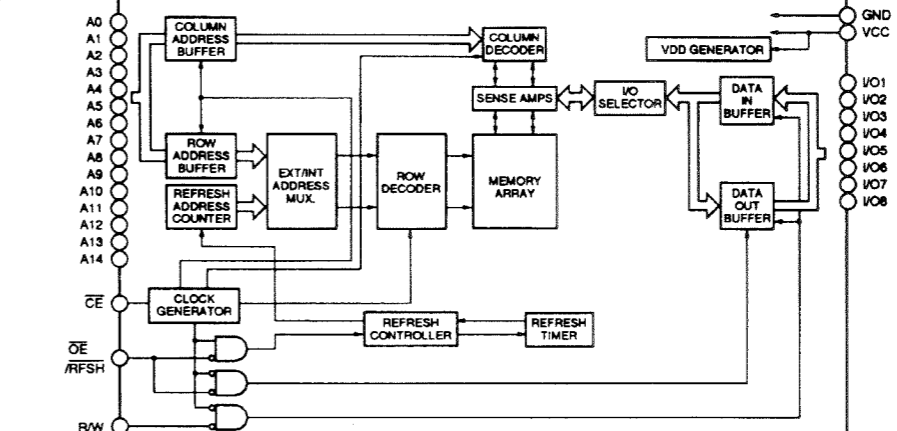 A0
A1
A2
A3
A4
A5
A6
A7
A8
A9
A10
A11
A12
A13
A14
CE
OE
/RFSH
R/W
COLUMN
ADDRESS
BUFFER
ROW
ADDRESS
BUFFER
REFRESH
ADDRESS
COUNTER
EXT/INT
ADDRESS
MUX.
ROW
DECODER
COLUMN
DECODER
SENSE AMPS
MEMORY
ARRAY
I/O
SELECTOR
VDD GENERATOR
DATA
IN
BUFFER
DATA
OUT
BUFFER
CLOCK
GENERATOR
REFRESH
CONTROLLER
REFRESH
TIMER
GND
VCC
I/O1
I/O2
I/O3
I/O4
I/O5
I/O6
I/O7
I/O8